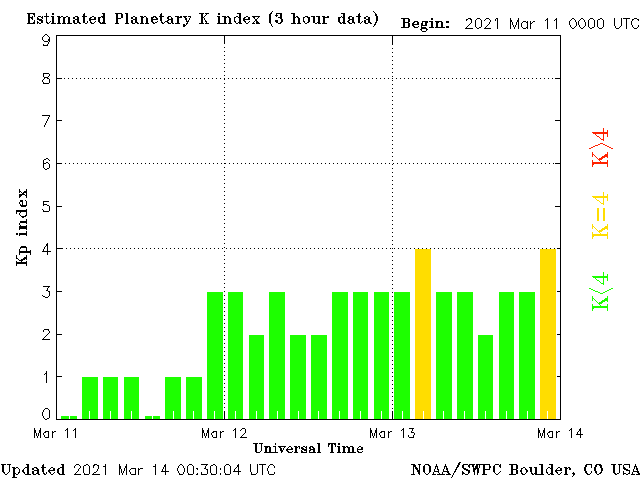 Estimated Planetary K index (3 hour data) Begin: 2021 Mar 11 0000 UTC
9
8
7
6
5
4
3
2
1
0
Kp index
K<4 K=4 K>4
Mar 11 Mar 12 Mar 13 Mar 14
Universal Time
Updated 2021 Mar 14 00:30:04 UTC NOAA/SWPC Boulder, CO USA